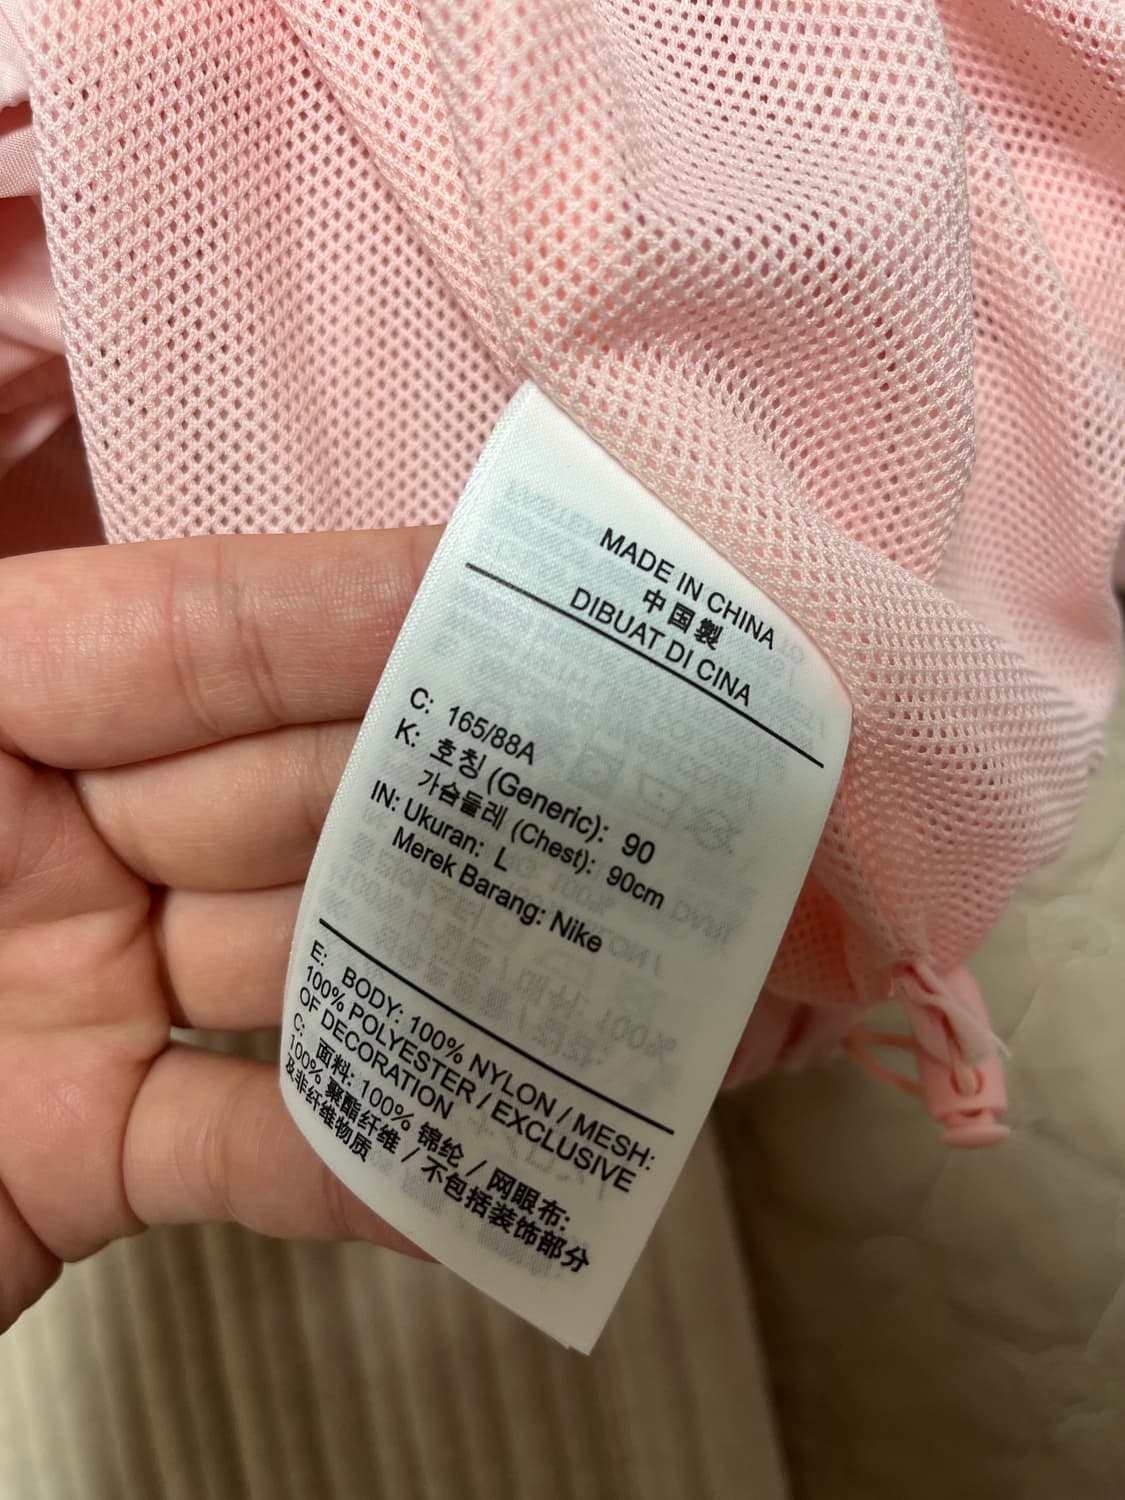 MADE IN CHINA
中国製
DIBUAT DI CINA
C: 165/88A
K: 호칭 (Generic): 90
가슴둘레 (Chest): 90cm
IN: Ukuran: L
Merek Barang: Nike
E: BODY: 100% NYLON / MESH:
100% POLYESTER / EXCLUSIVE
OF DECORATION
C: 面料: 100% 锦纶 / 网眼布:
100% 聚酯纤维 / 不包括装饰部分
及非纤维物质